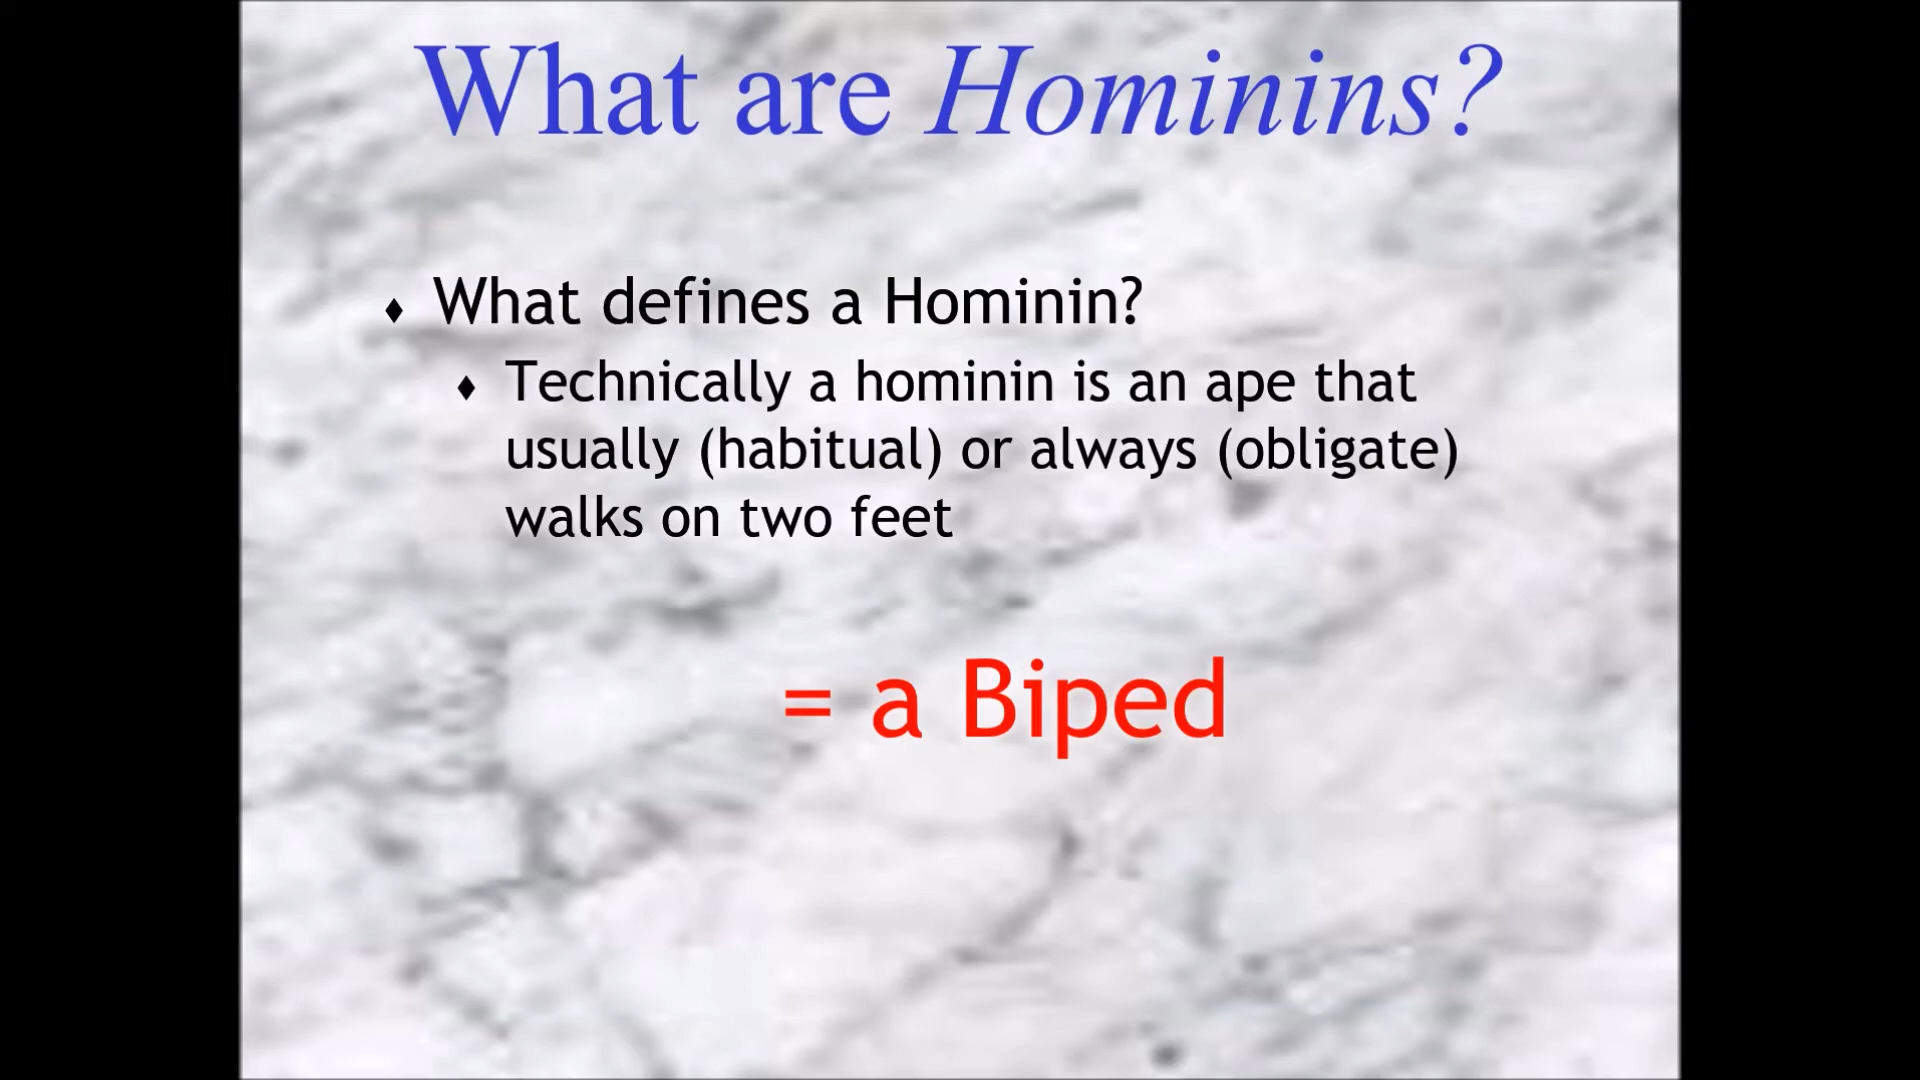 What are Hominins?
♦ What defines a Hominin?
♦ Technically a hominin is an ape that
usually (habitual) or always (obligate)
walks on two feet
= a Biped